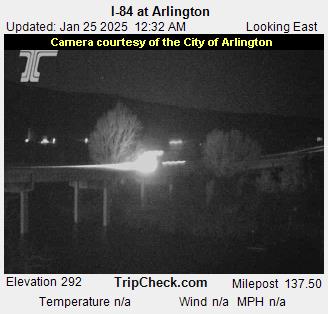 I-84 at Arlington
Updated: Jan 25 2025 12:32 AM Looking East
Camera courtesy of the City of Arlington
Elevation 292 TripCheck.com Milepost 137.50
Temperature n/a Wind n/a MPH n/a